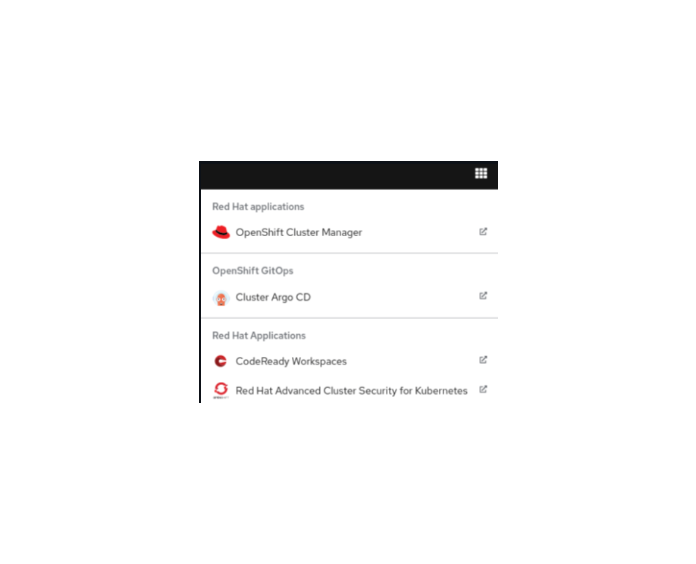 Red Hat applications
OpenShift Cluster Manager
OpenShift GitOps
Cluster Argo CD
Red Hat Applications
CodeReady Workspaces
Red Hat Advanced Cluster Security for Kubernetes